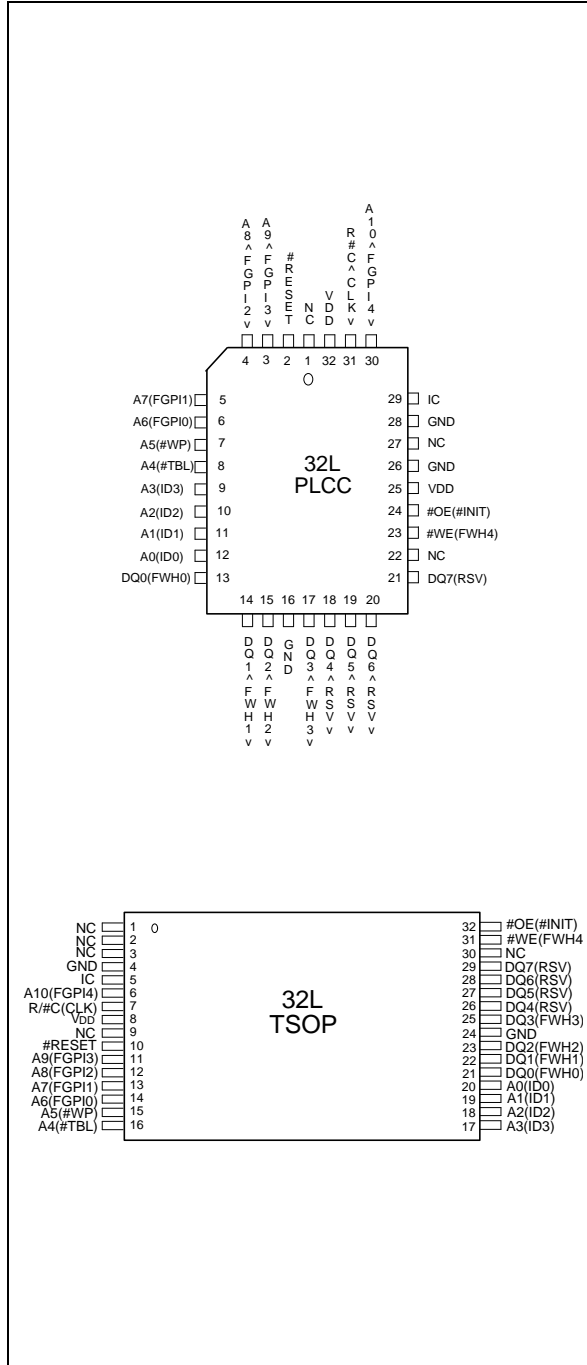 A8^FGPI2v
A9^FGPI3v
#RESET
NC
VDD
R#C^CLKv
A10^FGPI4v
4 3 2 1 32 31 30
A7(FGPI1) 5
A6(FGPI0) 6
A5(#WP) 7
A4(#TBL) 8
A3(ID3) 9
A2(ID2) 10
A1(ID1) 11
A0(ID0) 12
DQ0(FWH0) 13
32L
PLCC
29 IC
28 GND
27 NC
26 GND
25 VDD
24 #OE(#INIT)
23 #WE(FWH4)
22 NC
21 DQ7(RSV)
14 15 16 17 18 19 20
DQ1^FWH1v
DQ2^FWH2v
GND
DQ3^FWH3v
DQ4^RSVv
DQ5^RSVv
DQ6^RSVv
NC 1
NC 2
NC 3
GND 4
IC 5
A10(FGPI4) 6
R/#C(CLK) 7
VDD 8
NC 9
#RESET 10
A9(FGPI3) 11
A8(FGPI2) 12
A7(FGPI1) 13
A6(FGPI0) 14
A5(#WP) 15
A4(#TBL) 16
32L
TSOP
32 #OE(#INIT)
31 #WE(FWH4
30 NC
29 DQ7(RSV)
28 DQ6(RSV)
27 DQ5(RSV)
26 DQ4(RSV)
25 DQ3(FWH3)
24 GND
23 DQ2(FWH2)
22 DQ1(FWH1)
21 DQ0(FWH0)
20 A0(ID0)
19 A1(ID1)
18 A2(ID2)
17 A3(ID3)